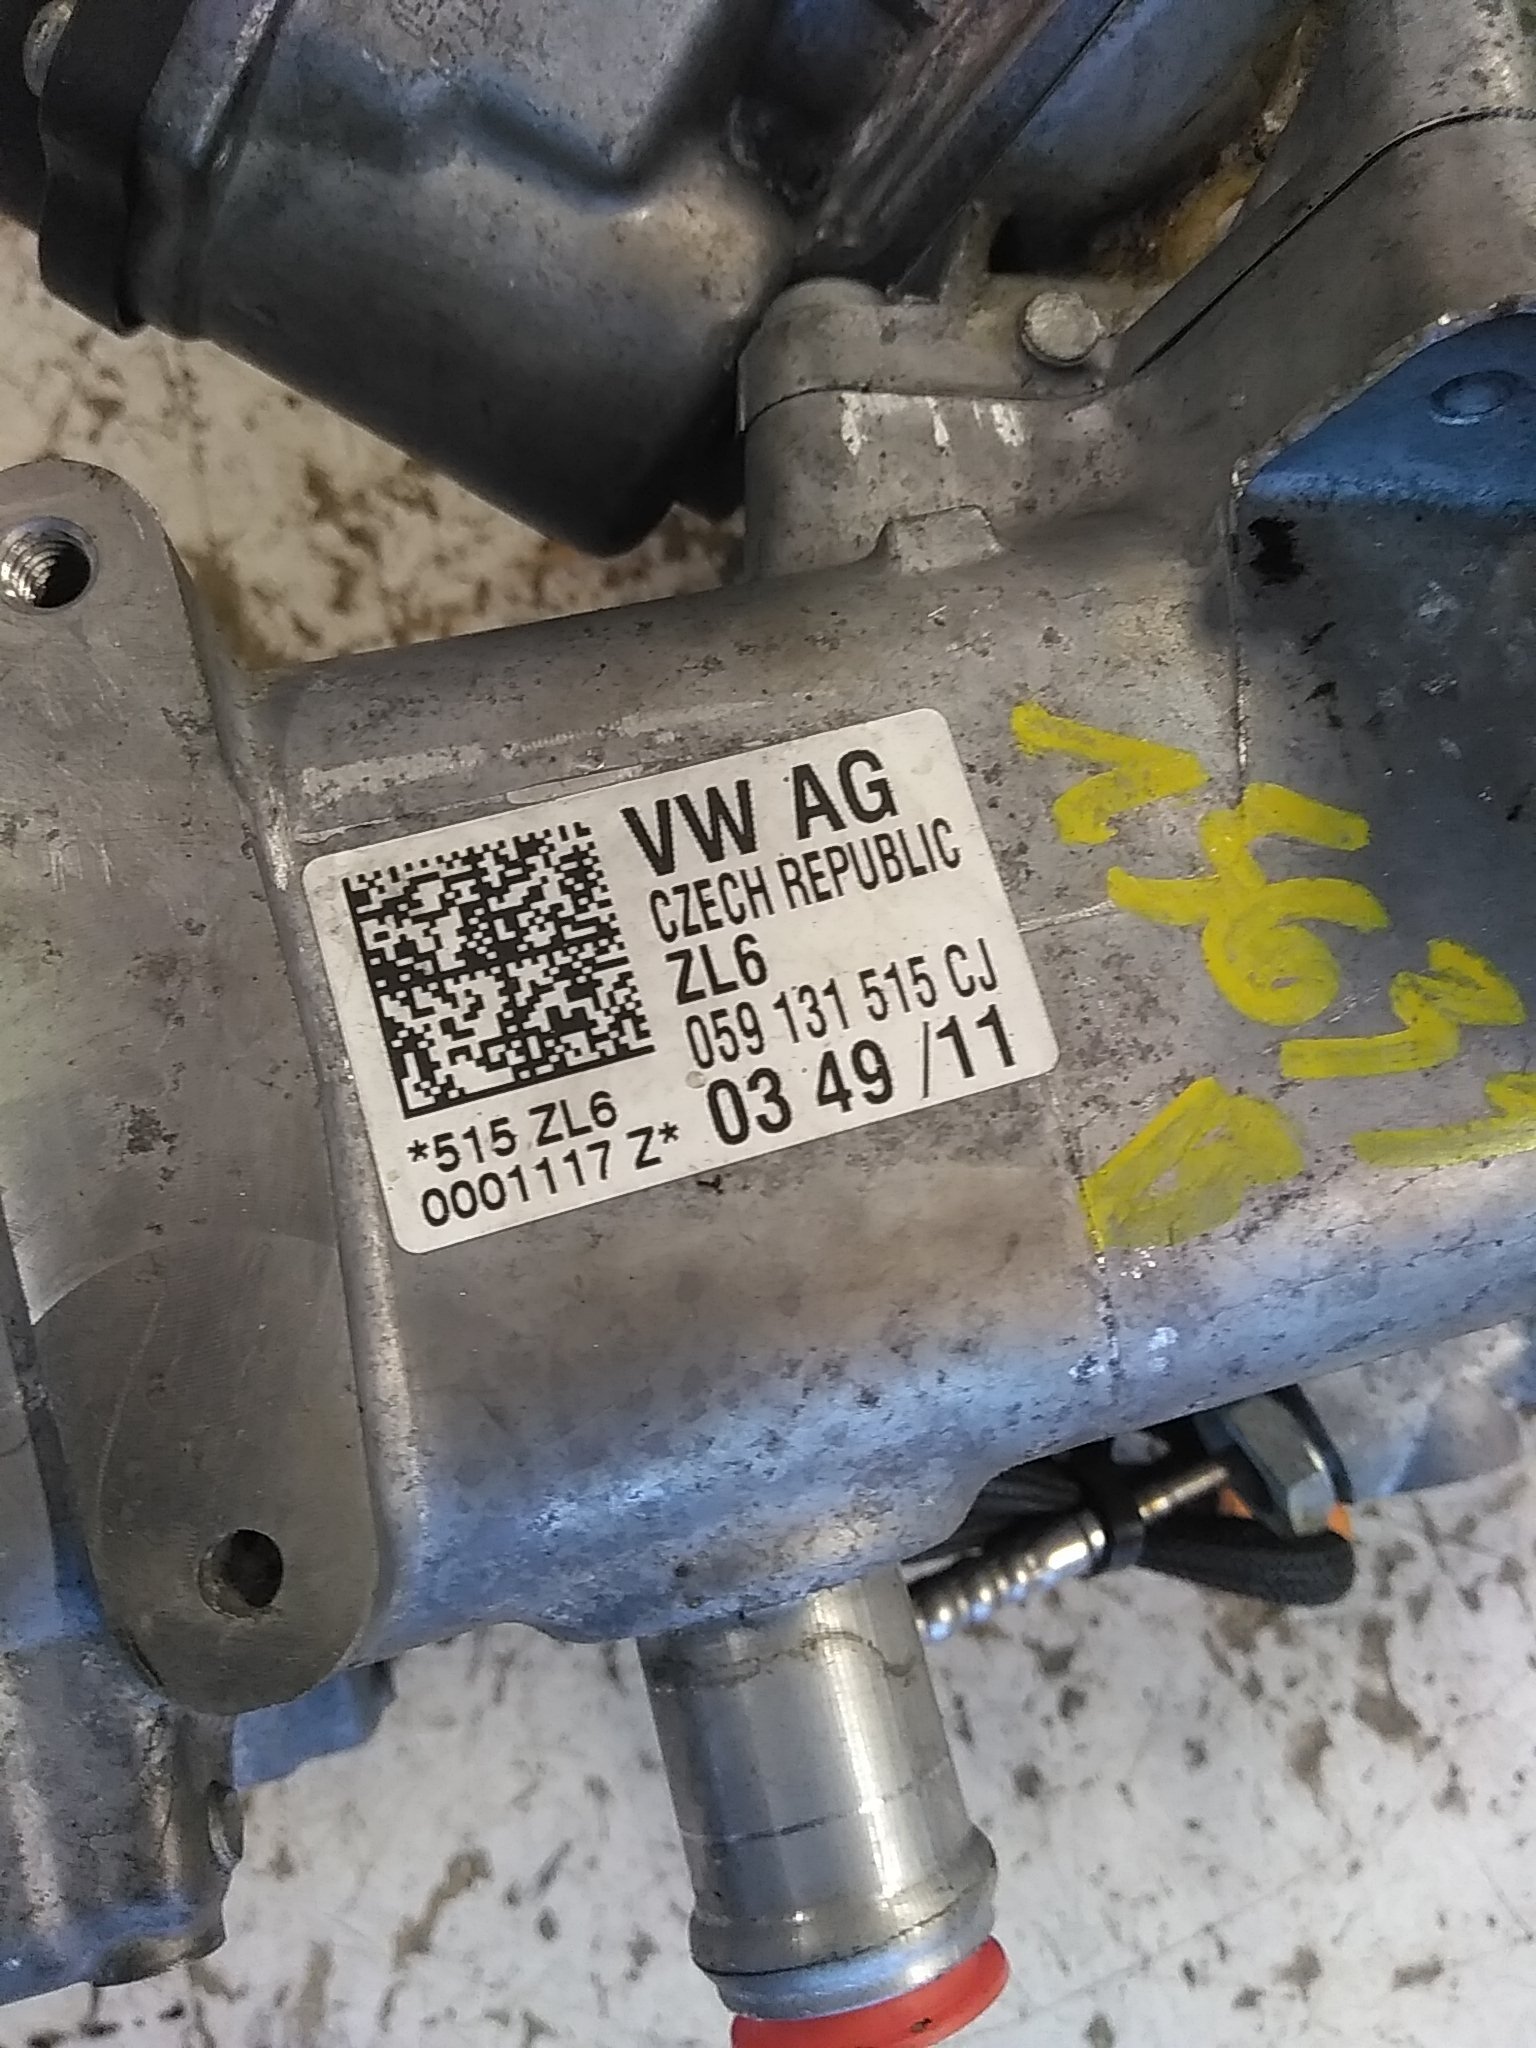 VW AG
CZECH REPUBLIC
ZL6
059 131 515 CJ
03 49 /11
*515 ZL6
0001117 Z*